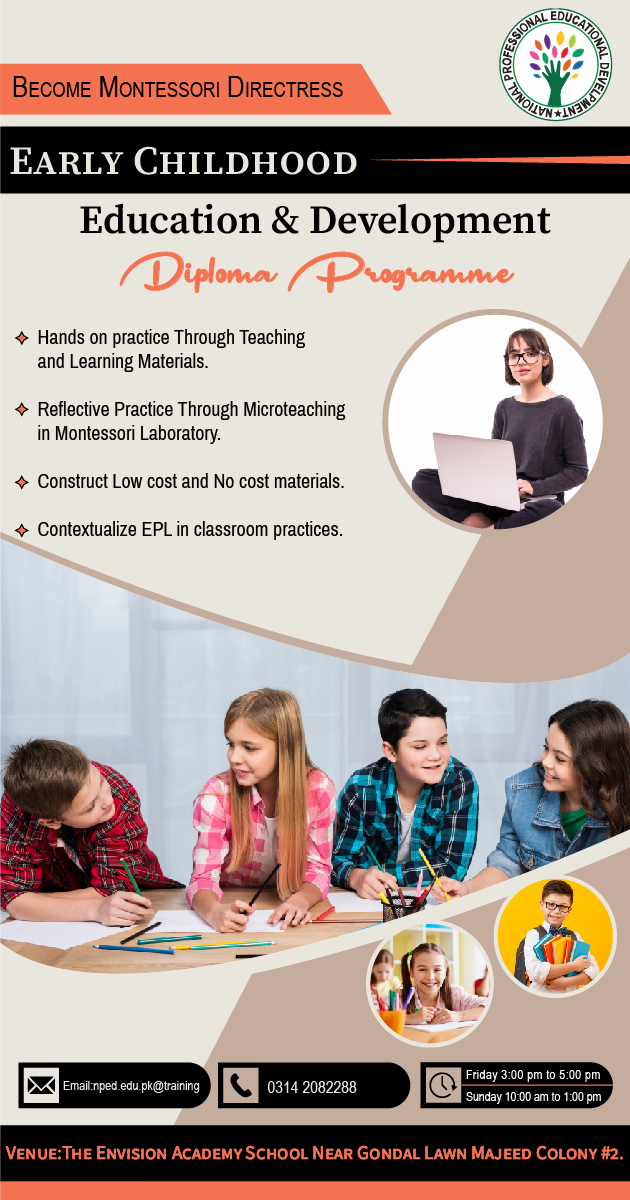 NATIONAL PROFESSIONAL EDUCATIONAL DEVELPMENT
BECOME MONTESSORI DIRECTRESS
EARLY CHILDHOOD
Education & Development
Diploma Programme
Hands on practice Through Teaching
and Learning Materials.
Reflective Practice Through Microteaching
in Montessori Laboratory.
Construct Low cost and No cost materials.
Contextualize EPL in classroom practices.
Email:nped.edu.pk@training
0314 2082288
Friday 3:00 pm to 5:00 pm
Sunday 10:00 am to 1:00 pm
VENUE:THE ENVISION ACADEMY SCHOOL NEAR GONDAL LAWN MAJEED COLONY #2.